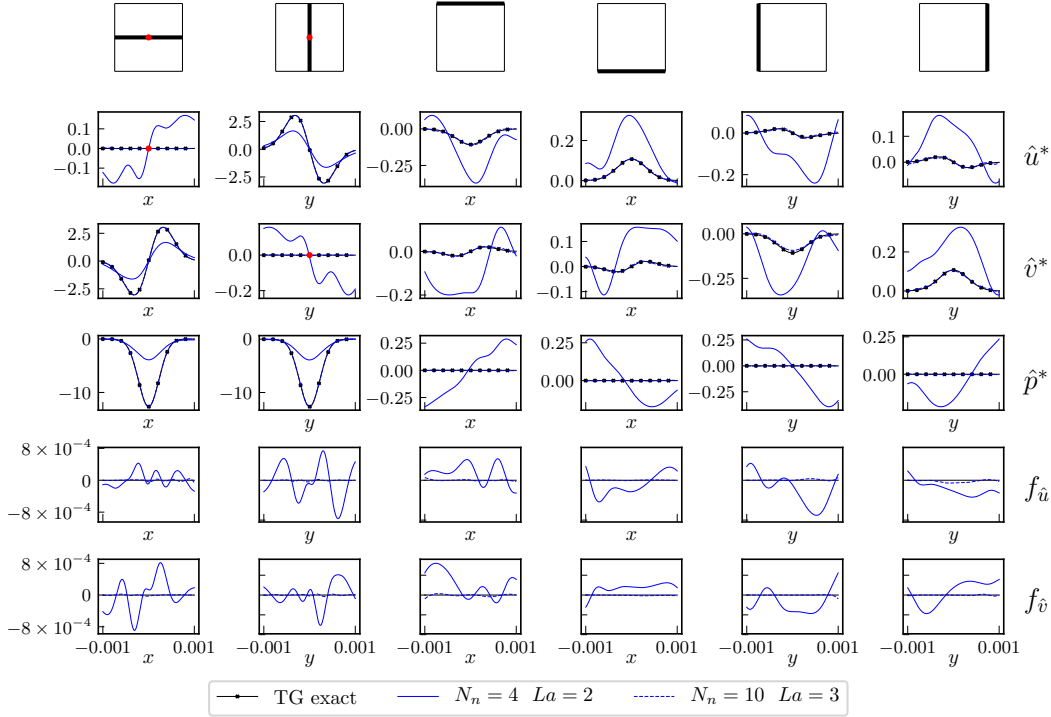 0.1
0.0
−0.1
x
2.5
0.0
−2.5
y
0.00
−0.25
x
0.2
0.0
x
0.0
−0.2
y
0.1
0.0
y
û*
2.5
0.0
−2.5
x
0.0
−0.2
y
0.0
−0.2
x
0.1
0.0
−0.1
x
0.00
−0.25
y
0.2
0.0
y
v̂*
0
−10
x
0
−10
y
0.25
0.00
−0.25
x
0.25
0.00
x
0.25
0.00
−0.25
y
0.25
0.00
y
p̂*
8 × 10⁻⁴
0
−8 × 10⁻⁴
x
y
x
x
y
y
f_û
8 × 10⁻⁴
0
−8 × 10⁻⁴
−0.001 0.001
x
−0.001 0.001
y
−0.001 0.001
x
−0.001 0.001
x
−0.001 0.001
y
−0.001 0.001
y
f_v̂
TG exact
N_n = 4 La = 2
N_n = 10 La = 3